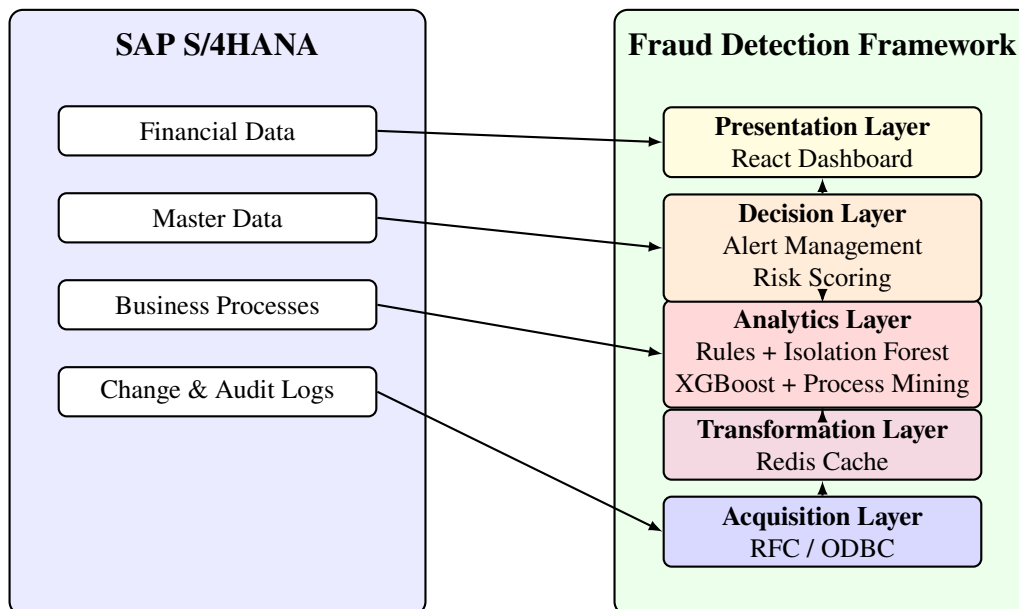 SAP S/4HANA
Financial Data
Master Data
Business Processes
Change & Audit Logs
Fraud Detection Framework
Presentation Layer
React Dashboard
Decision Layer
Alert Management
Risk Scoring
Analytics Layer
Rules + Isolation Forest
XGBoost + Process Mining
Transformation Layer
Redis Cache
Acquisition Layer
RFC / ODBC